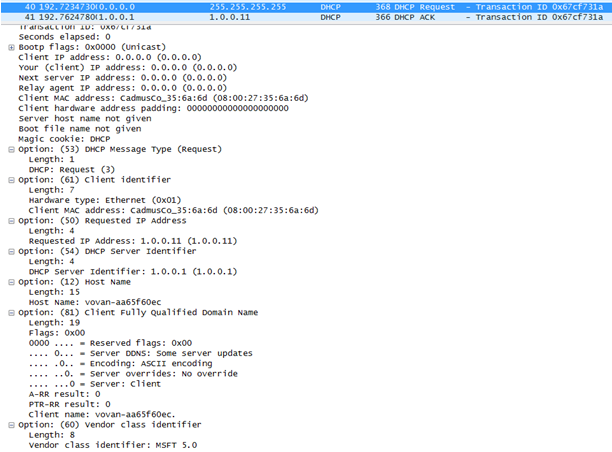 40 192.7234730(0.0.0.0 255.255.255.255 DHCP 368 DHCP Request - Transaction ID 0x67cf731a
41 192.7624780(1.0.0.1 1.0.0.11 DHCP 366 DHCP ACK - Transaction ID 0x67cf731a
Transaction ID: 0x67cf731a
Seconds elapsed: 0
Bootp flags: 0x0000 (Unicast)
Client IP address: 0.0.0.0 (0.0.0.0)
Your (client) IP address: 0.0.0.0 (0.0.0.0)
Next server IP address: 0.0.0.0 (0.0.0.0)
Relay agent IP address: 0.0.0.0 (0.0.0.0)
Client MAC address: CadmusCo_35:6a:6d (08:00:27:35:6a:6d)
Client hardware address padding: 00000000000000000000
Server host name not given
Boot file name not given
Magic cookie: DHCP
Option: (53) DHCP Message Type (Request)
Length: 1
DHCP: Request (3)
Option: (61) Client identifier
Length: 7
Hardware type: Ethernet (0x01)
Client MAC address: CadmusCo_35:6a:6d (08:00:27:35:6a:6d)
Option: (50) Requested IP Address
Length: 4
Requested IP Address: 1.0.0.11 (1.0.0.11)
Option: (54) DHCP Server Identifier
Length: 4
DHCP Server Identifier: 1.0.0.1 (1.0.0.1)
Option: (12) Host Name
Length: 15
Host Name: vovan-aa65f60ec
Option: (81) Client Fully Qualified Domain Name
Length: 19
Flags: 0x00
0000 .... = Reserved flags: 0x00
.... 0... = Server DDNS: Some server updates
.... .0.. = Encoding: ASCII encoding
.... ..0. = Server overrides: No override
.... ...0 = Server: Client
A-RR result: 0
PTR-RR result: 0
Client name: vovan-aa65f60ec.
Option: (60) Vendor class identifier
Length: 8
Vendor class identifier: MSFT 5.0